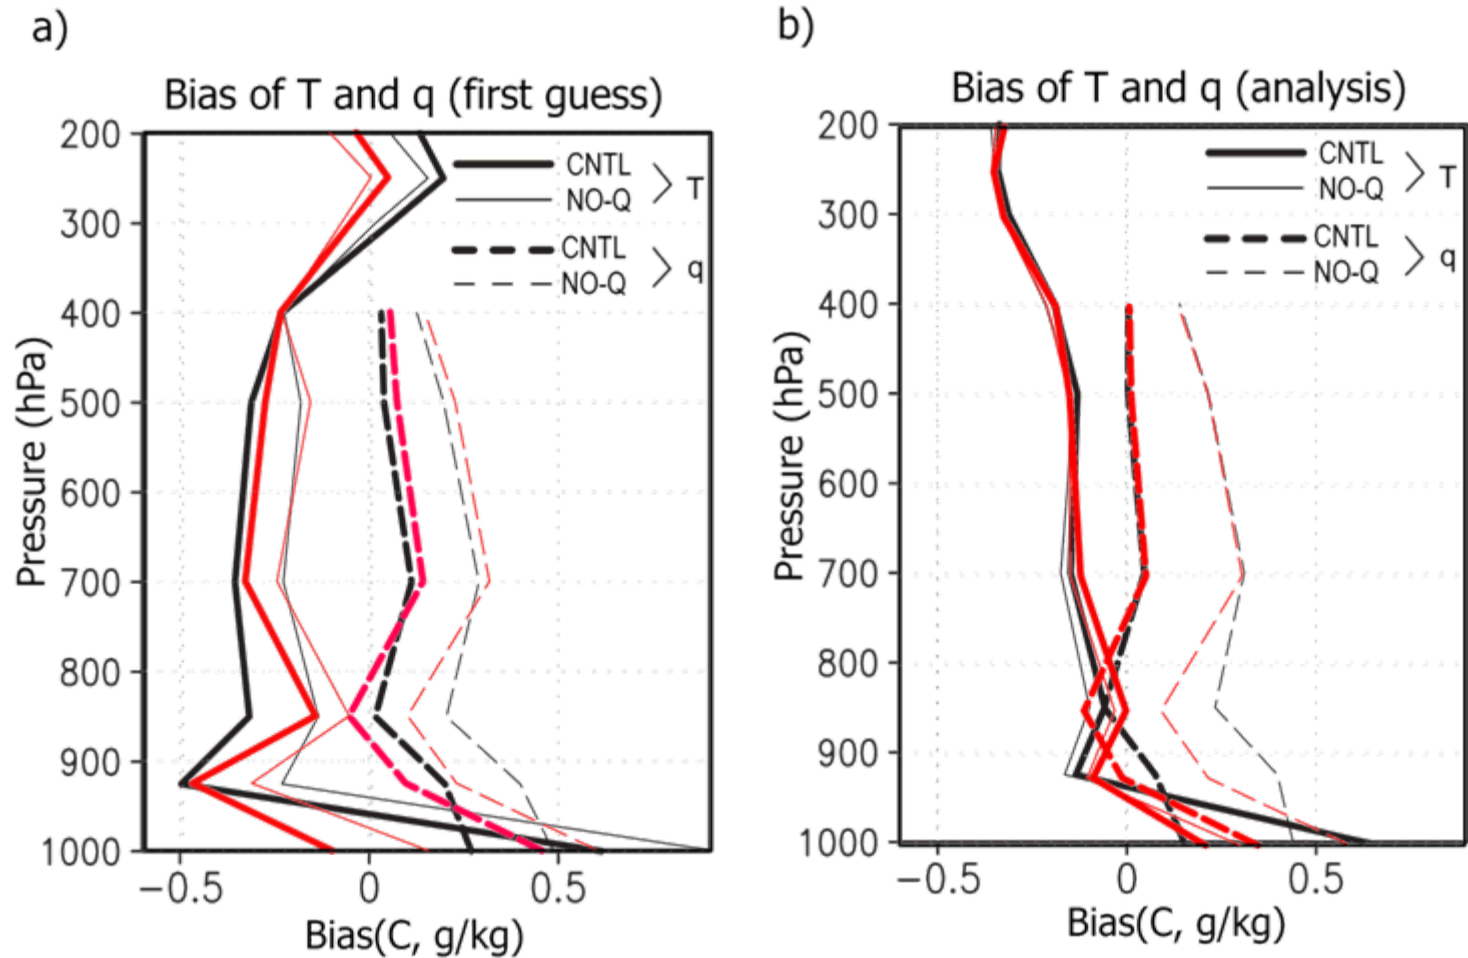 a)
Bias of T and q (first guess)
200
300
400
500
600
700
800
900
1000
Pressure (hPa)
CNTL
NO-Q
T
CNTL
NO-Q
q
−0.5
0
0.5
Bias(C, g/kg)
b)
Bias of T and q (analysis)
200
300
400
500
600
700
800
900
1000
Pressure (hPa)
CNTL
NO-Q
T
CNTL
NO-Q
q
−0.5
0
0.5
Bias(C, g/kg)